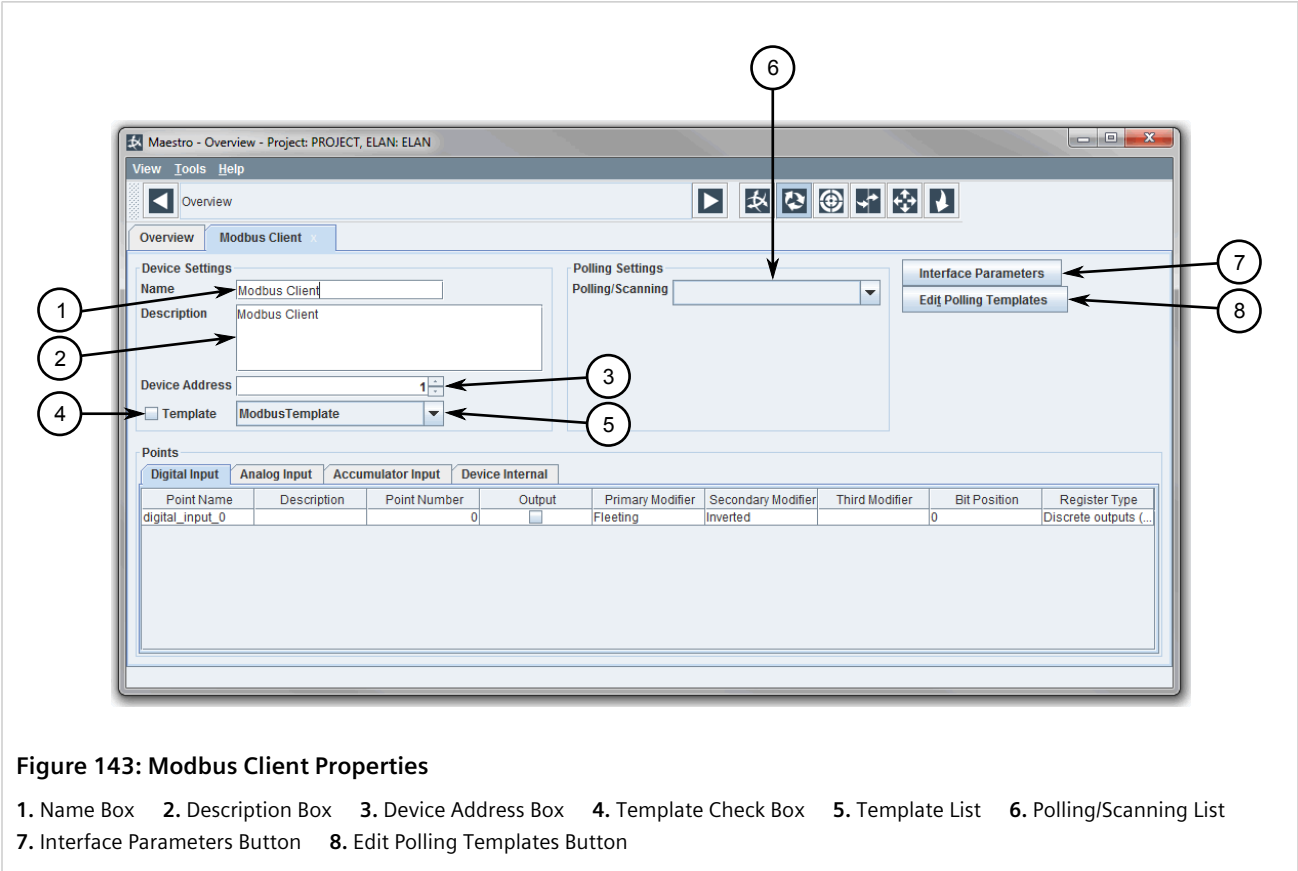 6
Maestro - Overview - Project: PROJECT, ELAN: ELAN
View Tools Help
Overview
Overview Modbus Client x
Device Settings
Name Modbus Client
Description Modbus Client
Device Address 1
Template ModbusTemplate
Polling Settings
Polling/Scanning
Interface Parameters
Edit Polling Templates
1
2
3
4
5
7
8
Points
Digital Input Analog Input Accumulator Input Device Internal
Point Name Description Point Number Output Primary Modifier Secondary Modifier Third Modifier Bit Position Register Type
digital_input_0 0 Fleeting Inverted 0 Discrete outputs (...
Figure 143: Modbus Client Properties
1. Name Box 2. Description Box 3. Device Address Box 4. Template Check Box 5. Template List 6. Polling/Scanning List
7. Interface Parameters Button 8. Edit Polling Templates Button